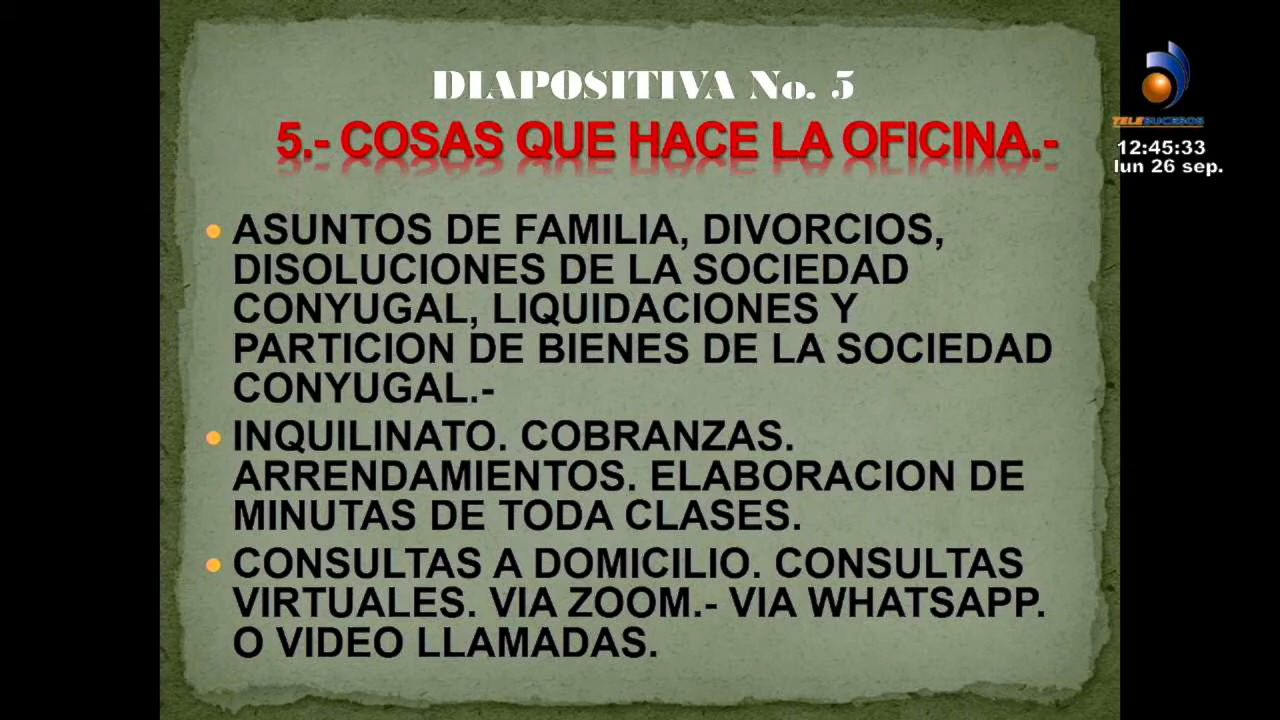 DIAPOSITIVA No. 5
5.- COSAS QUE HACE LA OFICINA.-
TELESUCESOS
12:45:33
lun 26 sep.
ASUNTOS DE FAMILIA, DIVORCIOS,
DISOLUCIONES DE LA SOCIEDAD
CONYUGAL, LIQUIDACIONES Y
PARTICION DE BIENES DE LA SOCIEDAD
CONYUGAL.-
INQUILINATO. COBRANZAS.
ARRENDAMIENTOS. ELABORACION DE
MINUTAS DE TODA CLASES.
CONSULTAS A DOMICILIO. CONSULTAS
VIRTUALES. VIA ZOOM.- VIA WHATSAPP.
O VIDEO LLAMADAS.